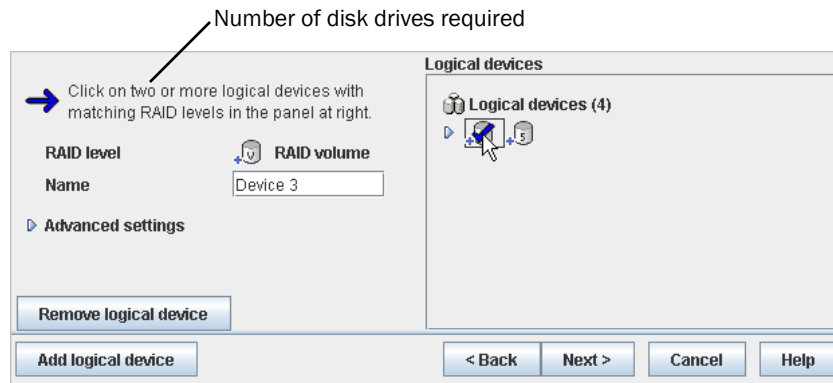 Number of disk drives required
Logical devices
Click on two or more logical devices with
matching RAID levels in the panel at right.
RAID level
V
RAID volume
Name
Device 3
Advanced settings
Remove logical device
Logical devices (4)
5
Add logical device
< Back
Next >
Cancel
Help